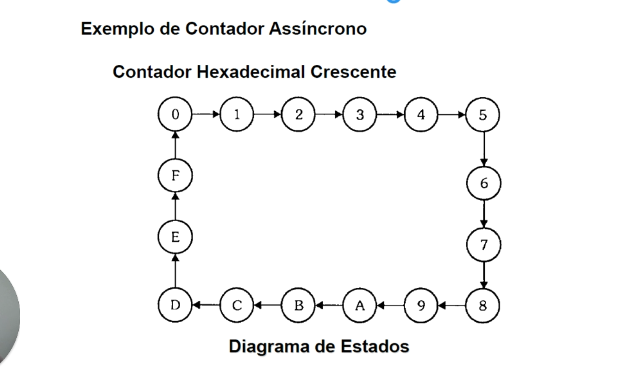 Exemplo de Contador Assíncrono
Contador Hexadecimal Crescente
0 1 2 3 4 5
F 6
E 7
D C B A 9 8
Diagrama de Estados